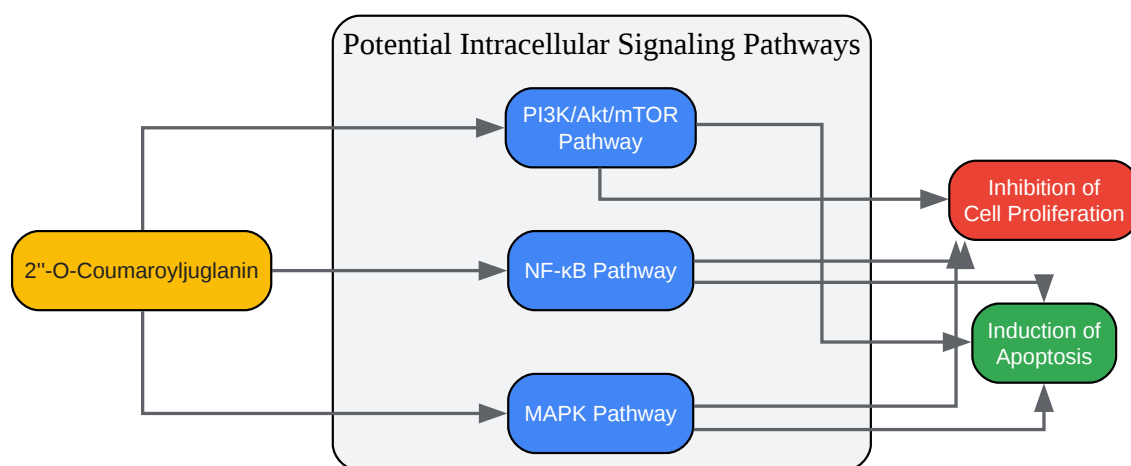 Potential Intracellular Signaling Pathways
PI3K/Akt/mTOR
Pathway
Inhibition of
Cell Proliferation
2''-O-Coumaroyljuglanin
NF-κB Pathway
Induction of
Apoptosis
MAPK Pathway